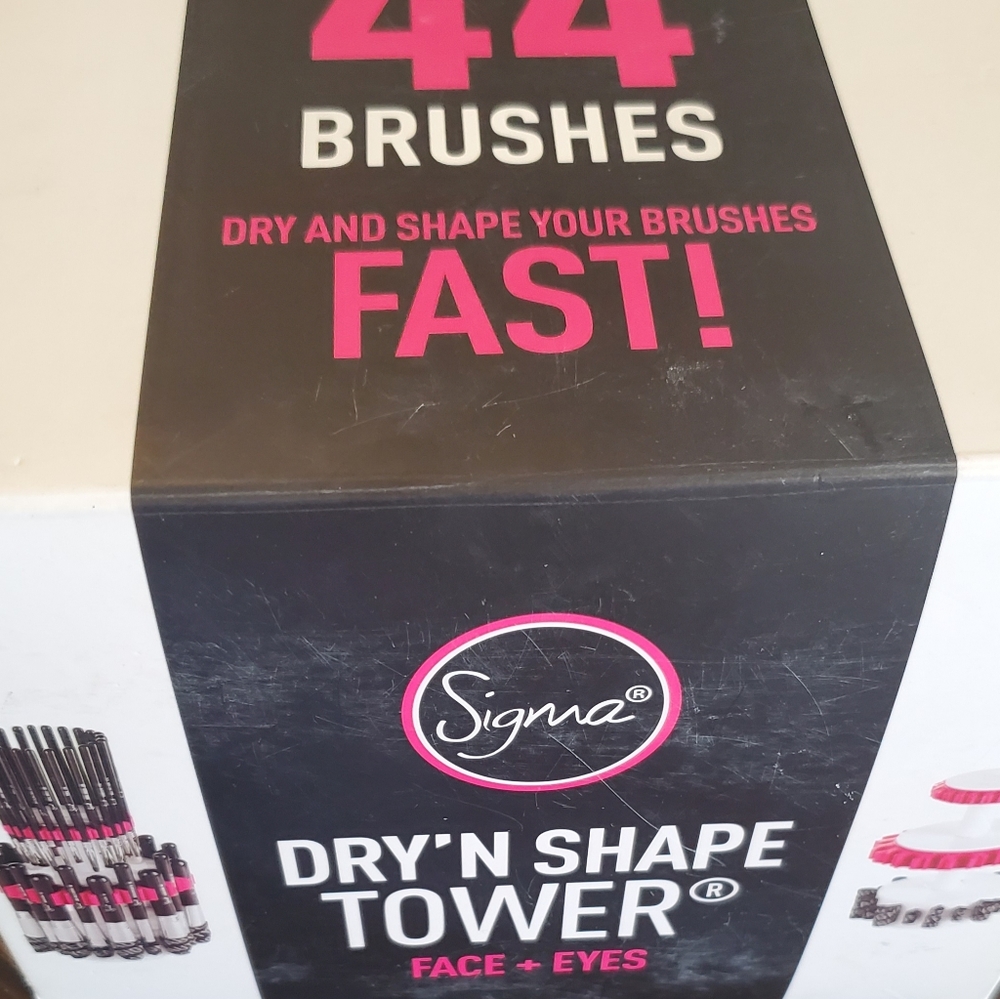 44
BRUSHES
DRY AND SHAPE YOUR BRUSHES
FAST!
Sigma®
DRY'N SHAPE
TOWER®
FACE + EYES